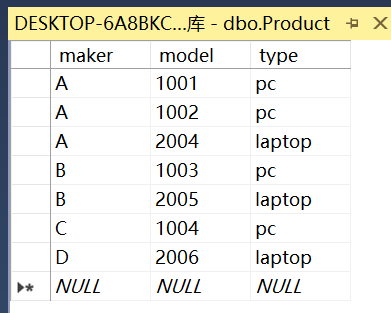 DESKTOP-6A8BKC...库 - dbo.Product
maker model type
A 1001 pc
A 1002 pc
A 2004 laptop
B 1003 pc
B 2005 laptop
C 1004 pc
D 2006 laptop
NULL NULL NULL